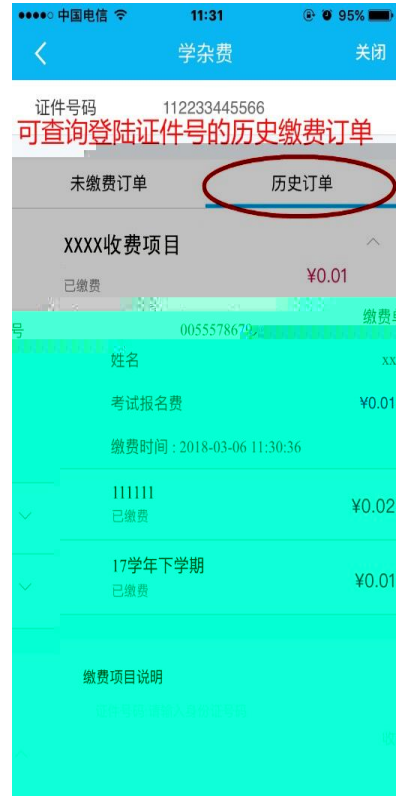 中国电信 11:31 95%
学杂费 关闭
证件号码 112233445566
可查询登陆证件号的历史缴费订单
未缴费订单 历史订单
XXXX收费项目
已缴费 ¥0.01
缴费单
号 0055578679
姓名 xx
考试报名费 ¥0.01
缴费时间 : 2018-03-06 11:30:36
111111
已缴费 ¥0.02
17学年下学期
已缴费 ¥0.01
缴费项目说明